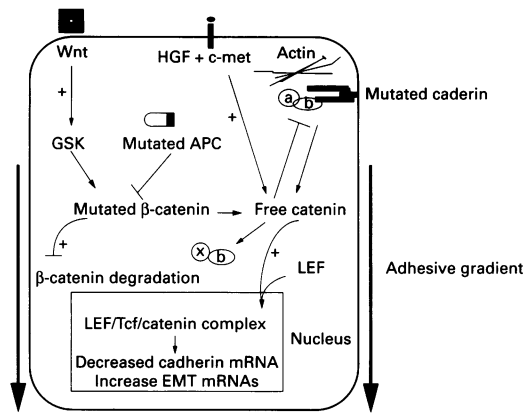 Wnt
HGF + c-met
Actin
a
b
Mutated caderin
+
+
GSK
Mutated APC
Mutated β-catenin
Free catenin
+
x
b
+
β-catenin degradation
LEF
Adhesive gradient
LEF/Tcf/catenin complex
Nucleus
Decreased cadherin mRNA
Increase EMT mRNAs